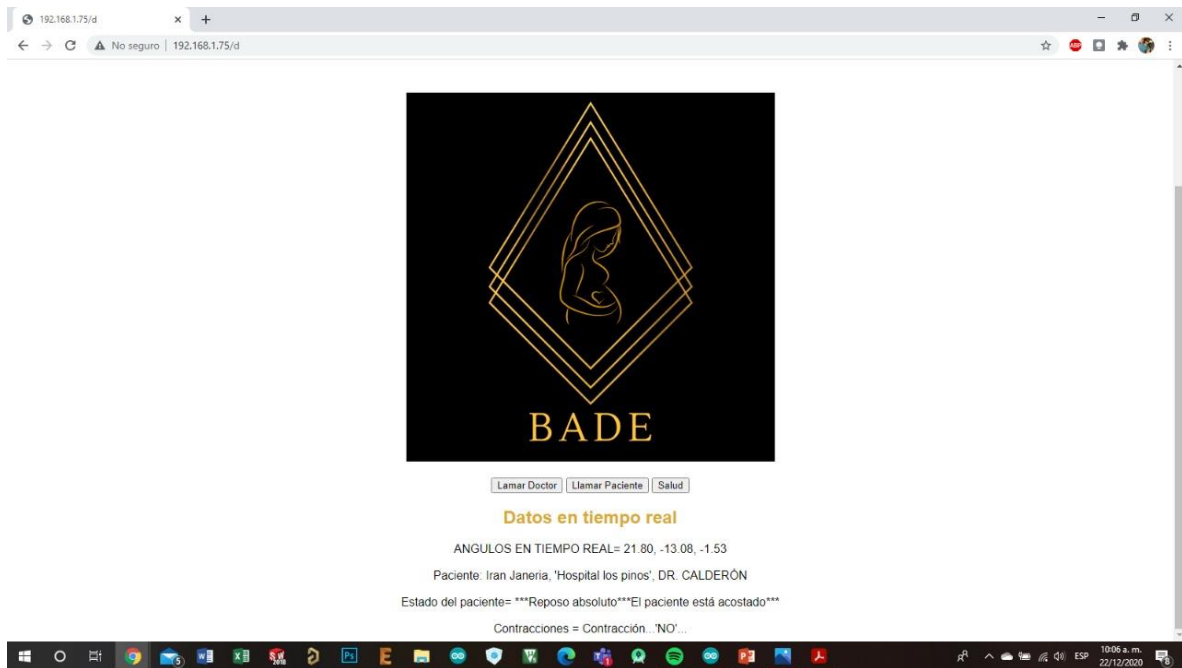 192.168.1.75/d
No seguro | 192.168.1.75/d
ABP
BADE
Lamar Doctor Llamar Paciente Salud
Datos en tiempo real
ANGULOS EN TIEMPO REAL= 21.80, -13.08, -1.53
Paciente: Iran Janeria, 'Hospital los pinos', DR. CALDERÓN
Estado del paciente= ***Reposo absoluto***El paciente está acostado***
Contracciones = Contracción...'NO'...
ESP 10:06 a. m.
22/12/2020